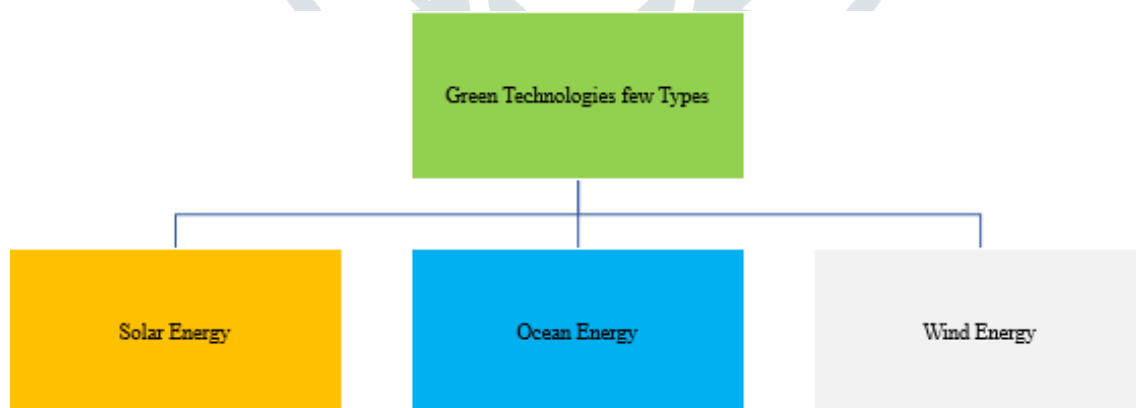 Green Technologies few Types
Solar Energy
Ocean Energy
Wind Energy